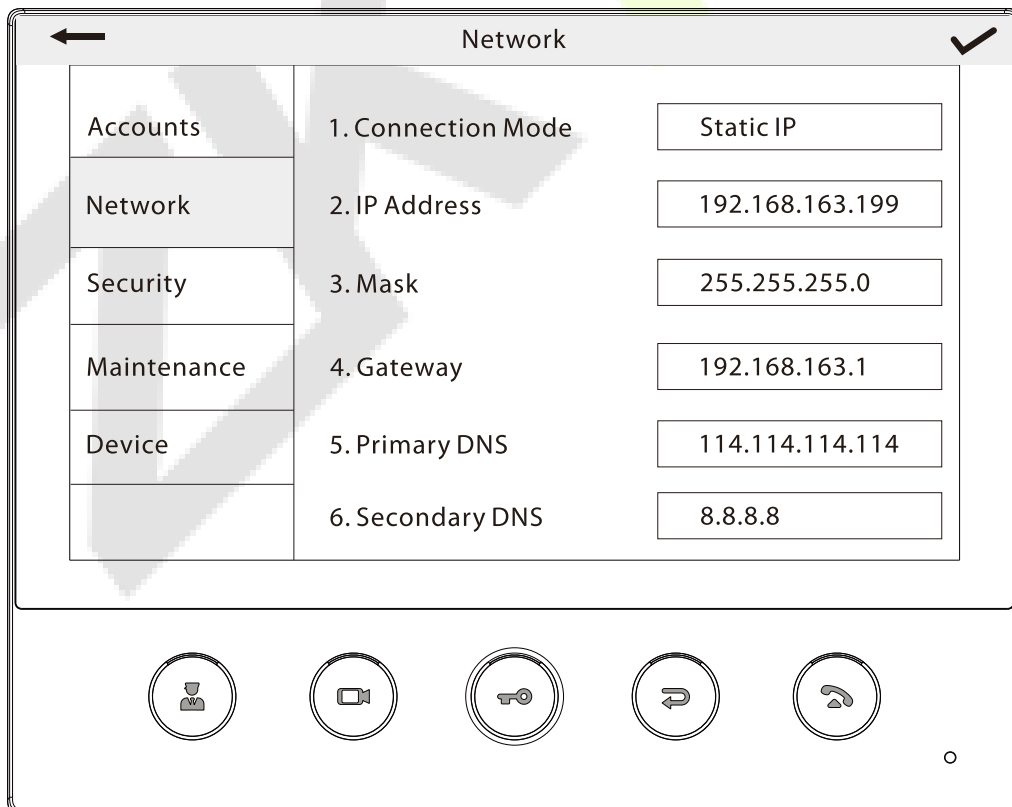 Network
Accounts
1. Connection Mode
Static IP
Network
2. IP Address
192.168.163.199
Security
3. Mask
255.255.255.0
Maintenance
4. Gateway
192.168.163.1
Device
5. Primary DNS
114.114.114.114
6. Secondary DNS
8.8.8.8